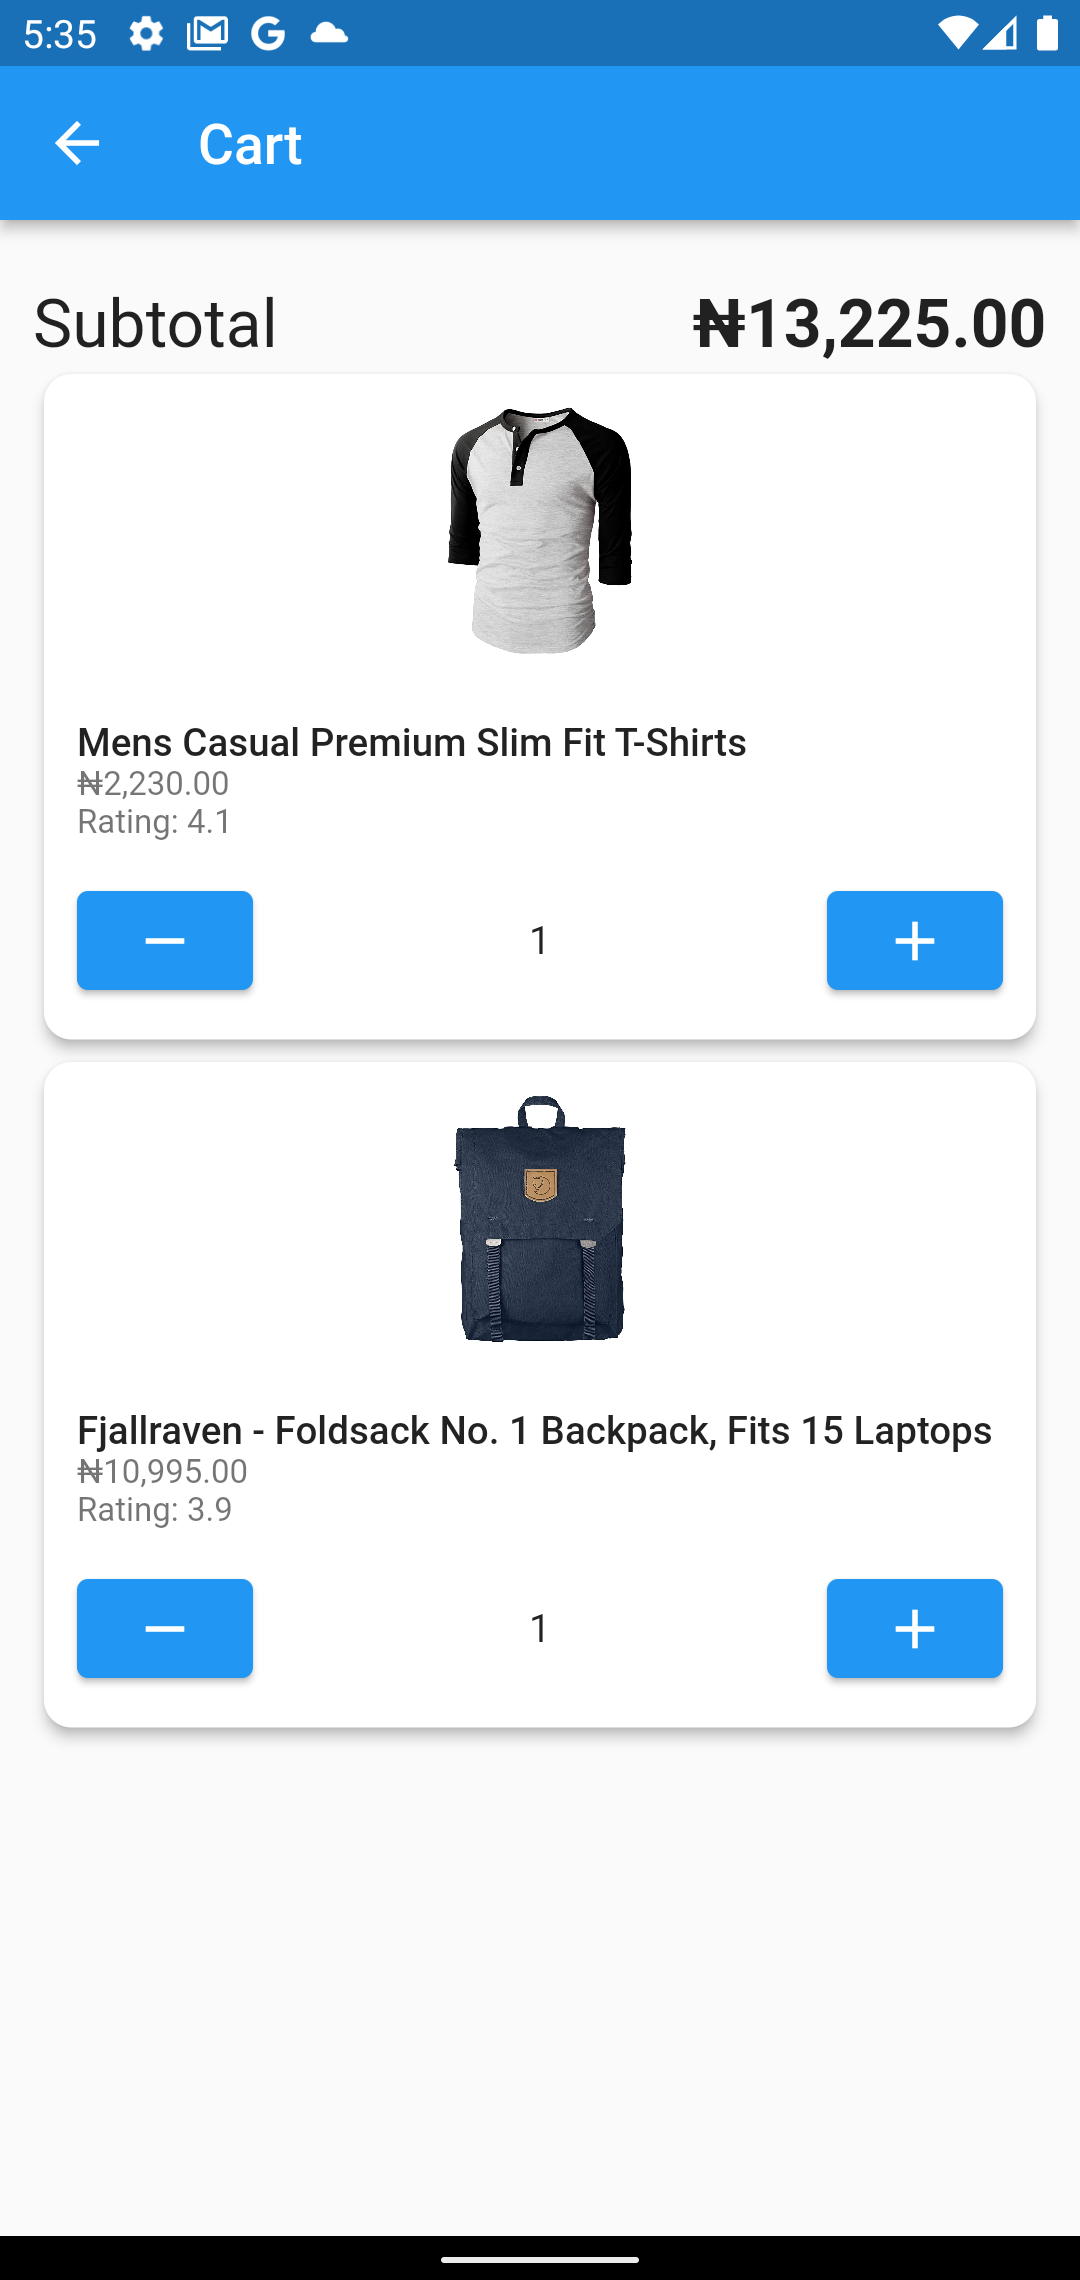 5:35
Cart
Subtotal
₦13,225.00
Mens Casual Premium Slim Fit T-Shirts
₦2,230.00
Rating: 4.1
1
Fjallraven - Foldsack No. 1 Backpack, Fits 15 Laptops
₦10,995.00
Rating: 3.9
1